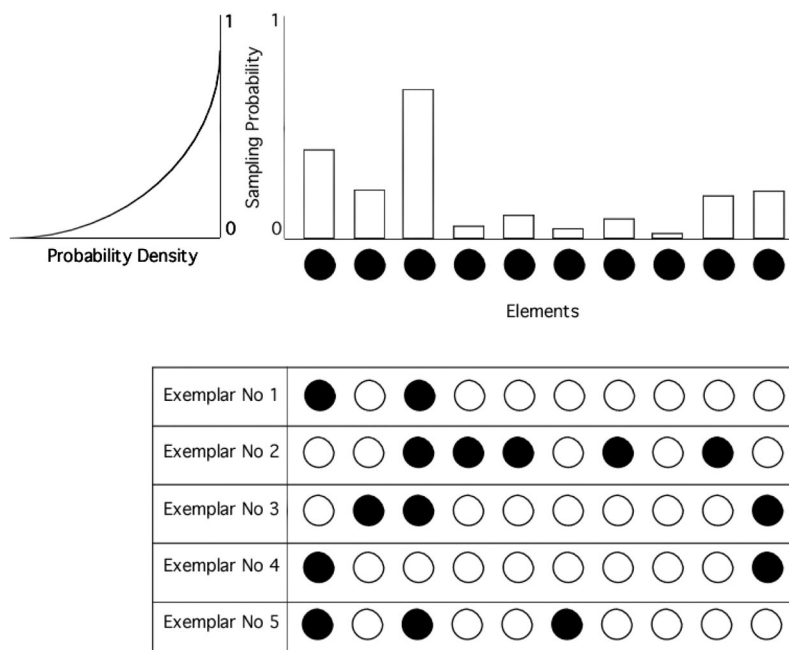 1
0
Probability Density
Sampling Probability
1
0
Elements
Exemplar No 1
Exemplar No 2
Exemplar No 3
Exemplar No 4
Exemplar No 5